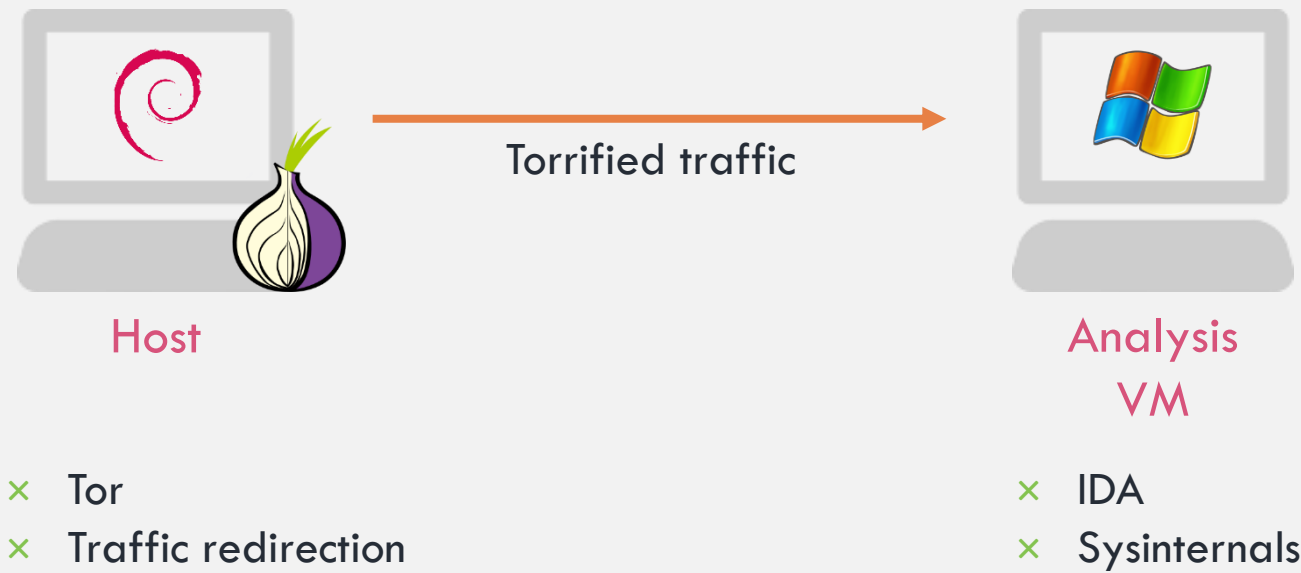 Torrified traffic
Host
Analysis
VM
× Tor
× Traffic redirection
× IDA
× Sysinternals